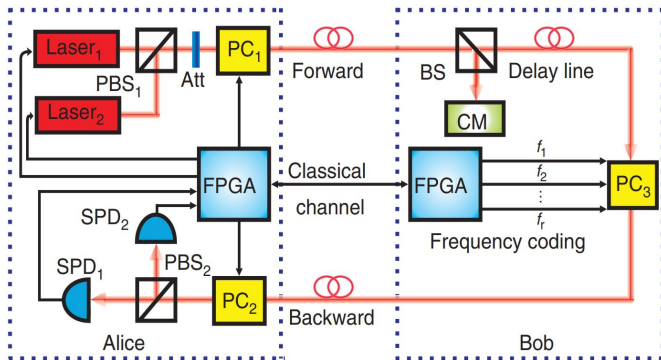 Laser₁
PBS₁
Att
PC₁
Forward
BS
Delay line
Laser₂
CM
FPGA
Classical
channel
FPGA
f₁
f₂
⋮
fᵣ
PC₃
Frequency coding
SPD₂
SPD₁
PBS₂
PC₂
Backward
Alice
Bob